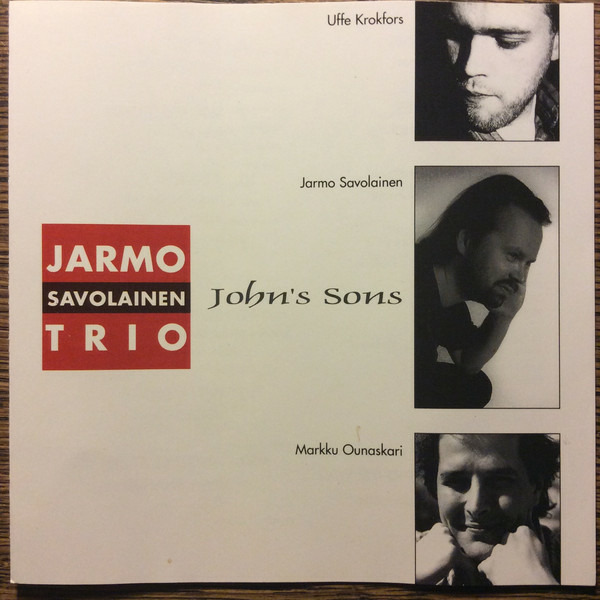 Uffe Krokfors
Jarmo Savolainen
JARMO
SAVOLAINEN
TRIO
John's Sons
Markku Ounaskari